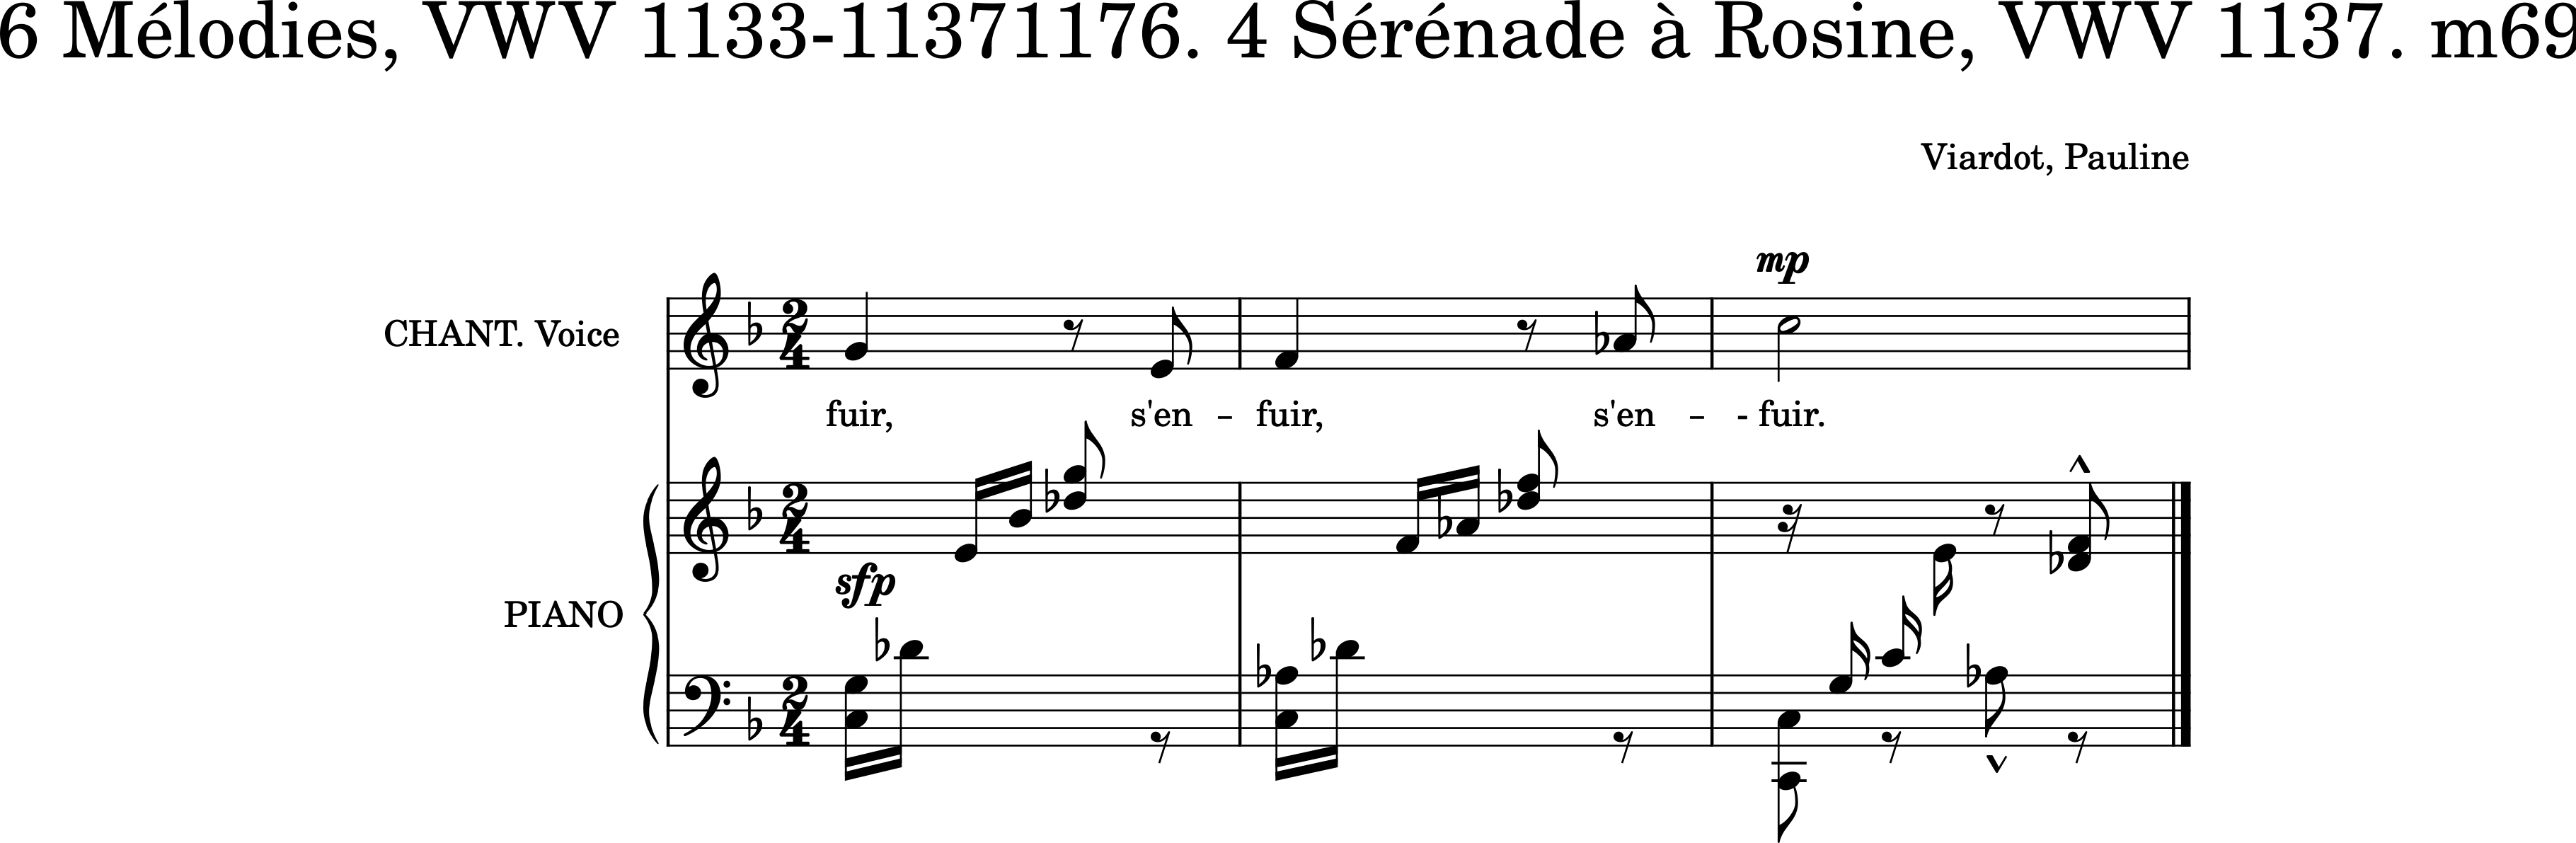 6 Mélodies, VWV 1133-11371176. 4 Sérénade à Rosine, VWV 1137. m69
Viardot, Pauline
mp
CHANT. Voice
fuir, s'en – fuir, s'en – - fuir.
sfp
PIANO